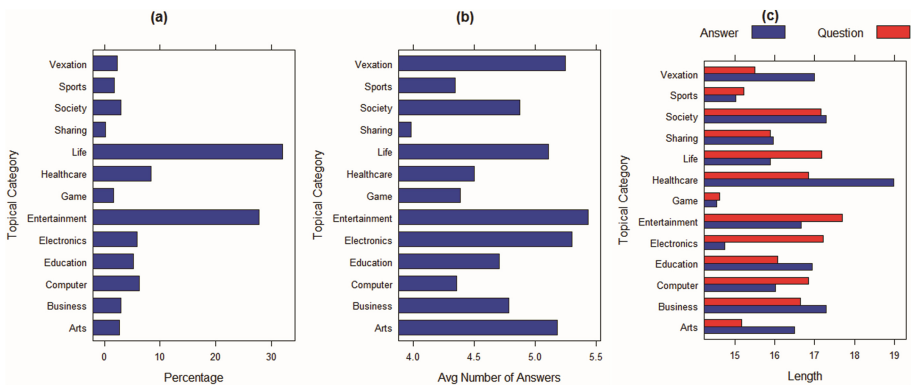 (a)
Topical Category
Vexation
Sports
Society
Sharing
Life
Healthcare
Game
Entertainment
Electronics
Education
Computer
Business
Arts
0 10 20 30
Percentage
(b)
Topical Category
Vexation
Sports
Society
Sharing
Life
Healthcare
Game
Entertainment
Electronics
Education
Computer
Business
Arts
4.0 4.5 5.0 5.5
Avg Number of Answers
(c)
Answer Question
Topical Category
Vexation
Sports
Society
Sharing
Life
Healthcare
Game
Entertainment
Electronics
Education
Computer
Business
Arts
15 16 17 18 19
Length